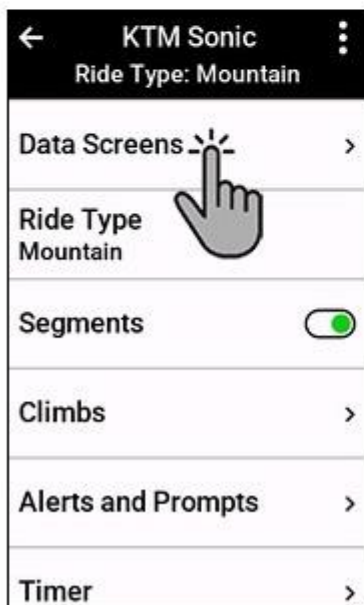 KTM Sonic
Ride Type: Mountain
Data Screens
Ride Type
Mountain
Segments
Climbs
Alerts and Prompts
Timer